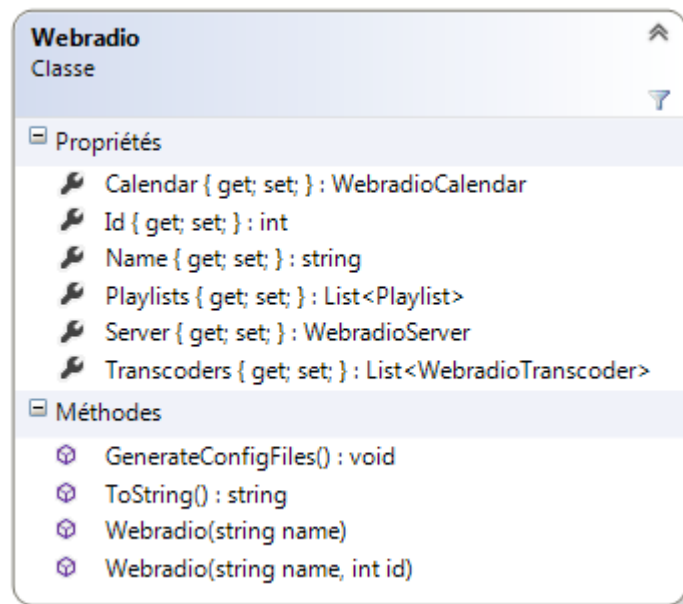 Webradio
Classe
Propriétés
Calendar { get; set; } : WebradioCalendar
Id { get; set; } : int
Name { get; set; } : string
Playlists { get; set; } : List<Playlist>
Server { get; set; } : WebradioServer
Transcoders { get; set; } : List<WebradioTranscoder>
Méthodes
GenerateConfigFiles() : void
ToString() : string
Webradio(string name)
Webradio(string name, int id)